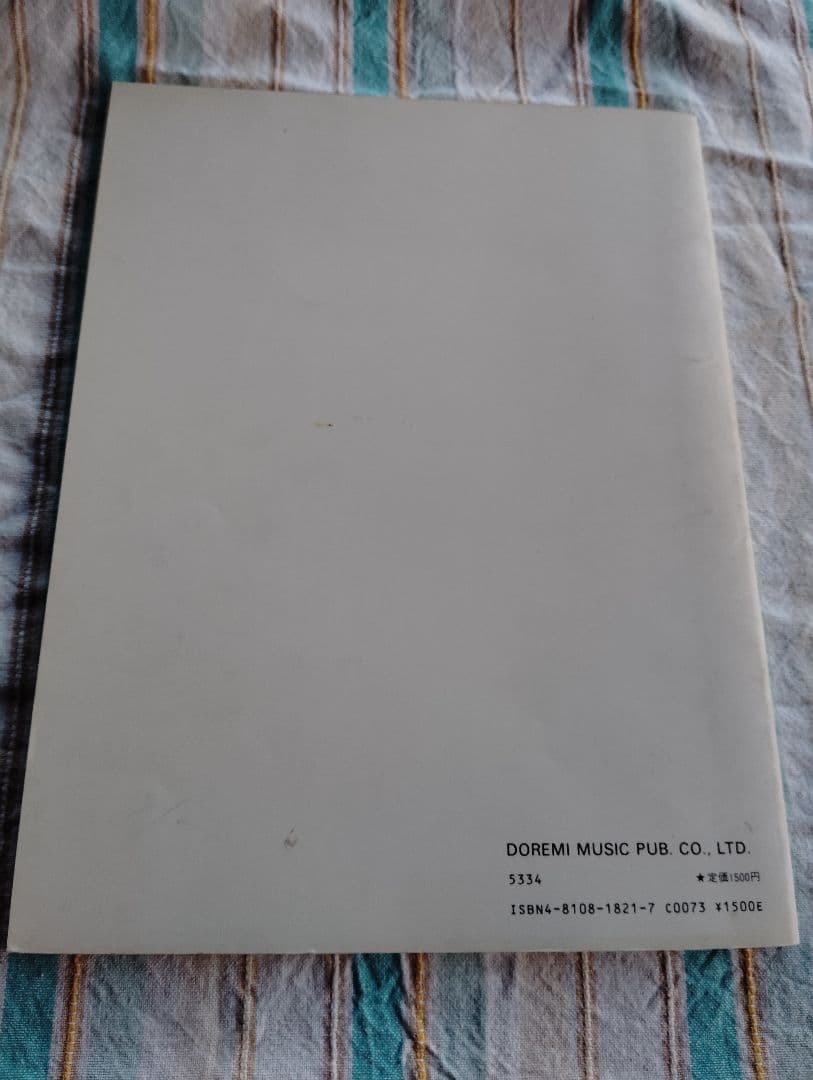 DOREMI MUSIC PUB. CO., LTD.
5334 ★定価1500円
ISBN4-8108-1821-7 C0073 ¥1500E